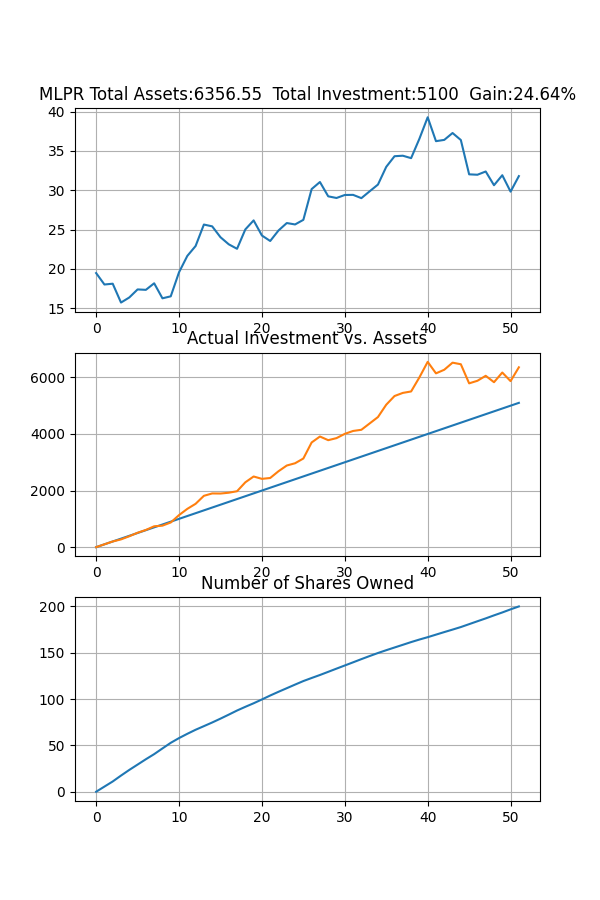 MLPR Total Assets:6356.55  Total Investment:5100  Gain:24.64%
40
35
30
25
20
15
0 10 20 30 40 50
Actual Investment vs. Assets
6000
4000
2000
0
0 10 20 30 40 50
Number of Shares Owned
200
150
100
50
0
0 10 20 30 40 50